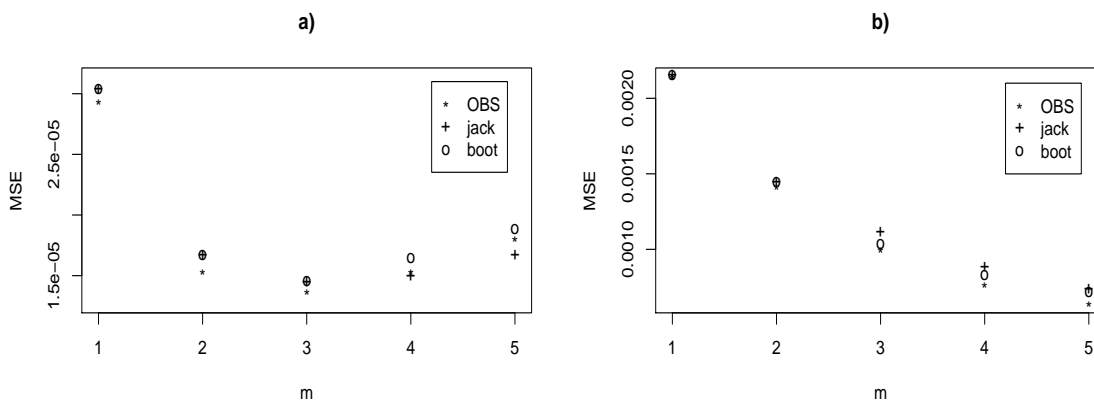 a)
MSE
2.5e−05
1.5e−05
* OBS
+ jack
o boot
1 2 3 4 5
m
b)
MSE
0.0020
0.0015
0.0010
* OBS
+ jack
o boot
1 2 3 4 5
m